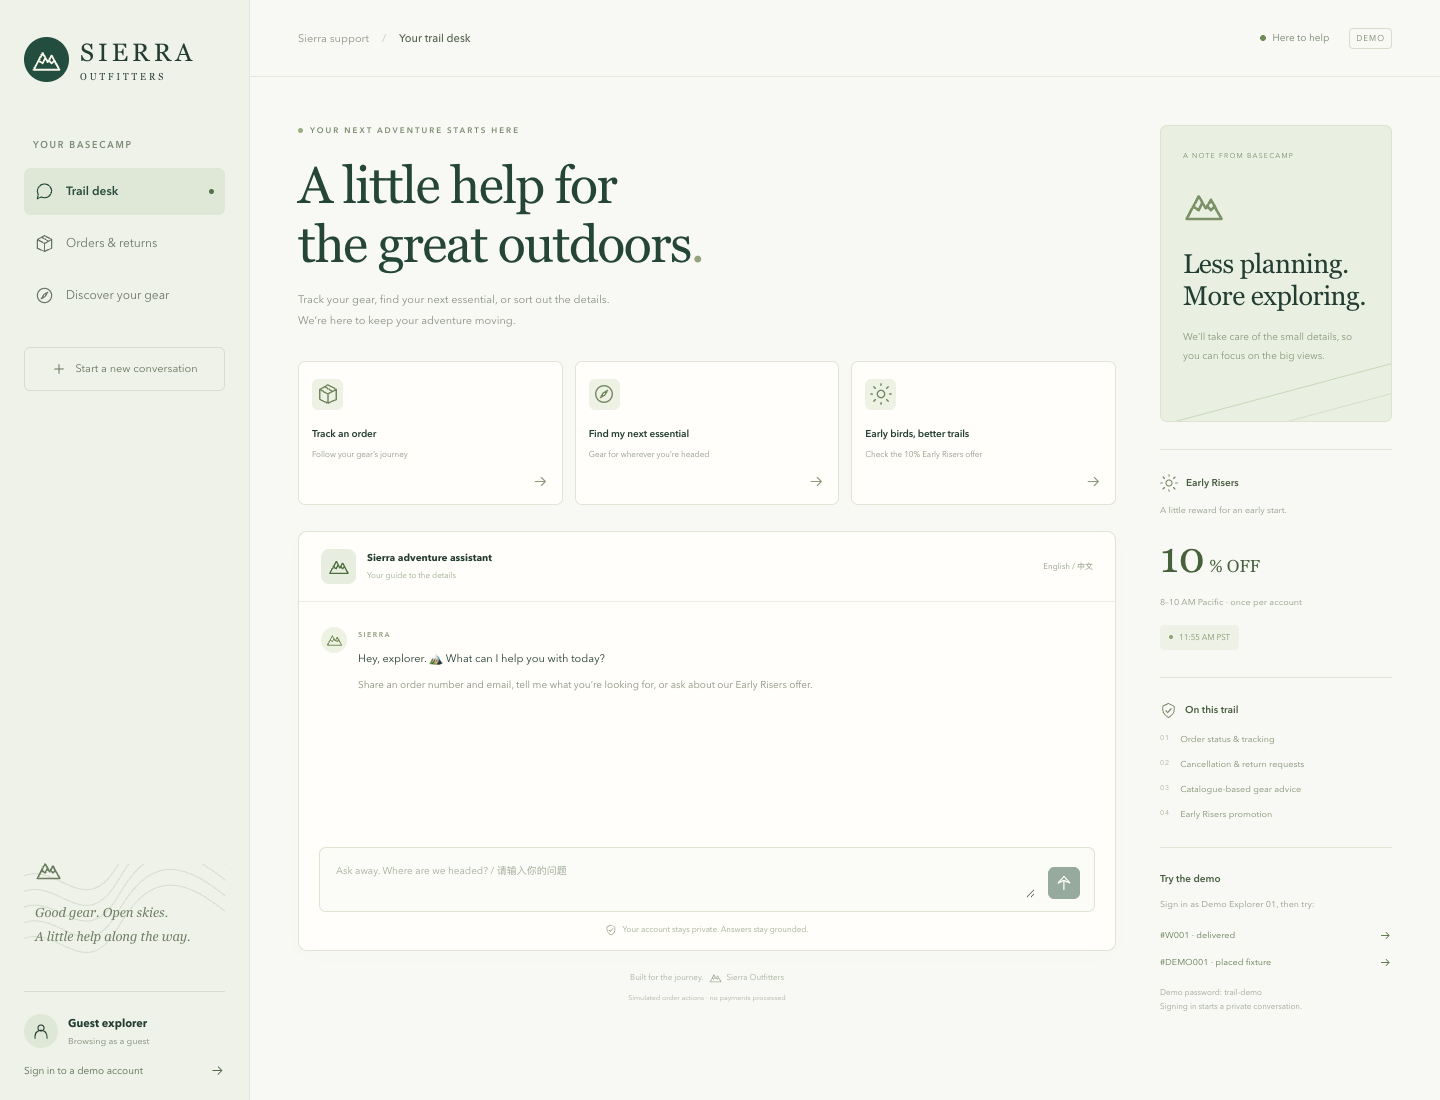 SIERRA
OUTFITTERS
YOUR BASECAMP
Trail desk
Orders & returns
Discover your gear
Start a new conversation
Good gear. Open skies.
A little help along the way.
Guest explorer
Browsing as a guest
Sign in to a demo account
Sierra support / Your trail desk
Here to help
DEMO
YOUR NEXT ADVENTURE STARTS HERE
A little help for
the great outdoors.
Track your gear, find your next essential, or sort out the details.
We're here to keep your adventure moving.
Track an order
Follow your gear's journey
Find my next essential
Gear for wherever you're headed
Early birds, better trails
Check the 10% Early Risers offer
Sierra adventure assistant
Your guide to the details
English / 中文
SIERRA
Hey, explorer. 🏔️ What can I help you with today?
Share an order number and email, tell me what you're looking for, or ask about our Early Risers offer.
Ask away. Where are we headed? / 请输入你的问题
Your account stays private. Answers stay grounded.
Built for the journey. Sierra Outfitters
Simulated order actions · no payments processed
A NOTE FROM BASECAMP
Less planning.
More exploring.
We'll take care of the small details, so
you can focus on the big views.
Early Risers
A little reward for an early start.
10 % OFF
8–10 AM Pacific · once per account
11:55 AM PST
On this trail
01 Order status & tracking
02 Cancellation & return requests
03 Catalogue-based gear advice
04 Early Risers promotion
Try the demo
Sign in as Demo Explorer 01, then try:
#W001 · delivered
#DEMO001 · placed fixture
Demo password: trail-demo
Signing in starts a private conversation.